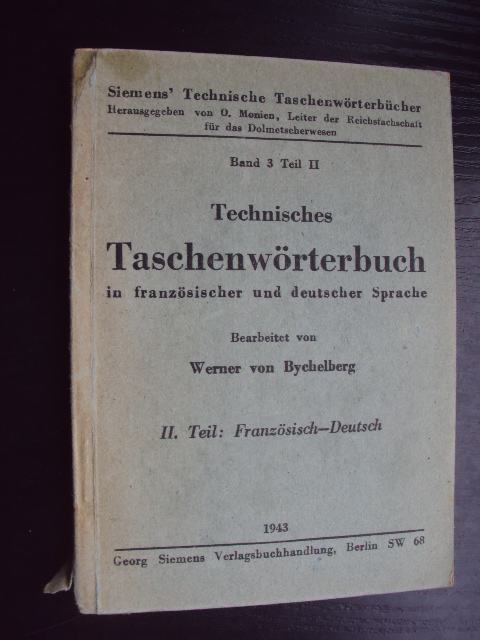 Siemens' Technische Taschenwörterbücher
Herausgegeben von O. Monien, Leiter der Reichsfachschaft
für das Dolmetscherwesen
Band 3 Teil II
Technisches
Taschenwörterbuch
in französischer und deutscher Sprache
Bearbeitet von
Werner von Bychelberg
II. Teil: Französisch—Deutsch
1943
Georg Siemens Verlagsbuchhandlung, Berlin SW 68